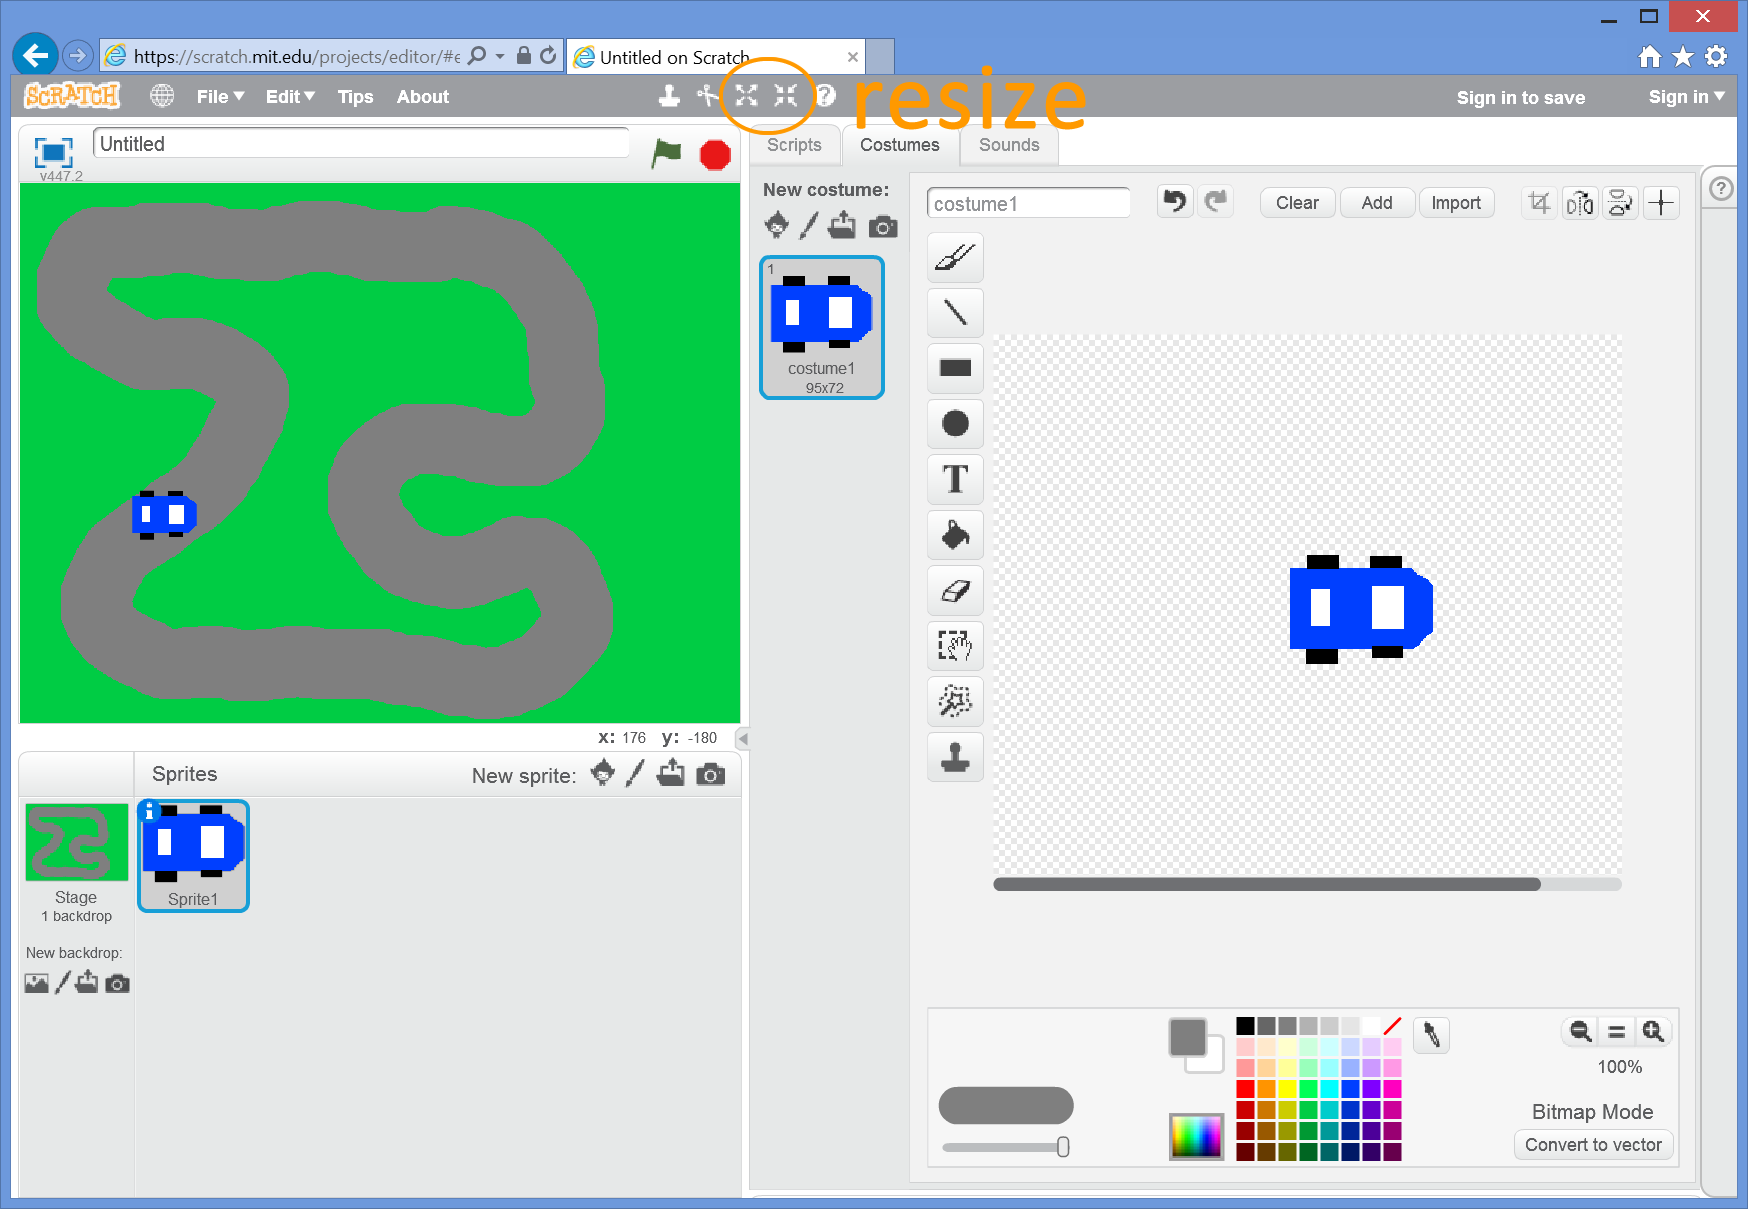 https://scratch.mit.edu/projects/editor/#e
Untitled on Scratch
SCRATCH
File
Edit
Tips
About
resize
Sign in to save
Sign in
Untitled
v447.2
Scripts
Costumes
Sounds
New costume:
costume1
Clear
Add
Import
1
costume1
95x72
T
x: 176 y: -180
Sprites
New sprite:
Stage
1 backdrop
Sprite1
New backdrop:
100%
Bitmap Mode
Convert to vector